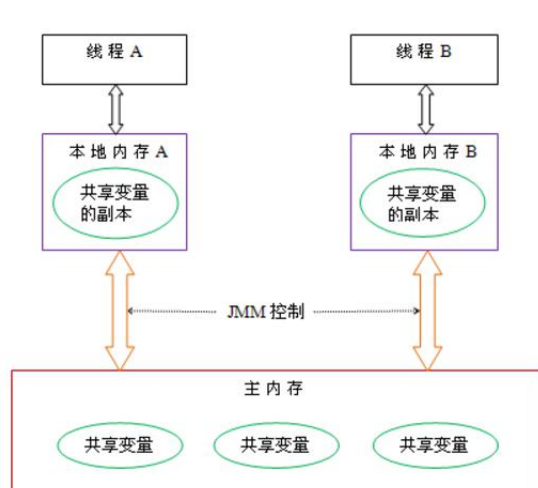 线程 A
线程 B
本地内存 A
本地内存 B
共享变量
的副本
共享变量
的副本
JMM 控制
主内存
共享变量
共享变量
共享变量